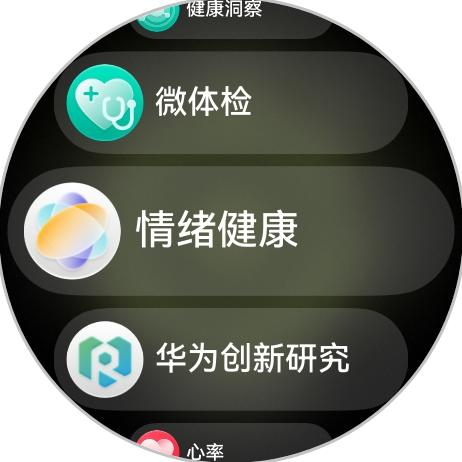 健康洞察
微体检
情绪健康
华为创新研究
心率